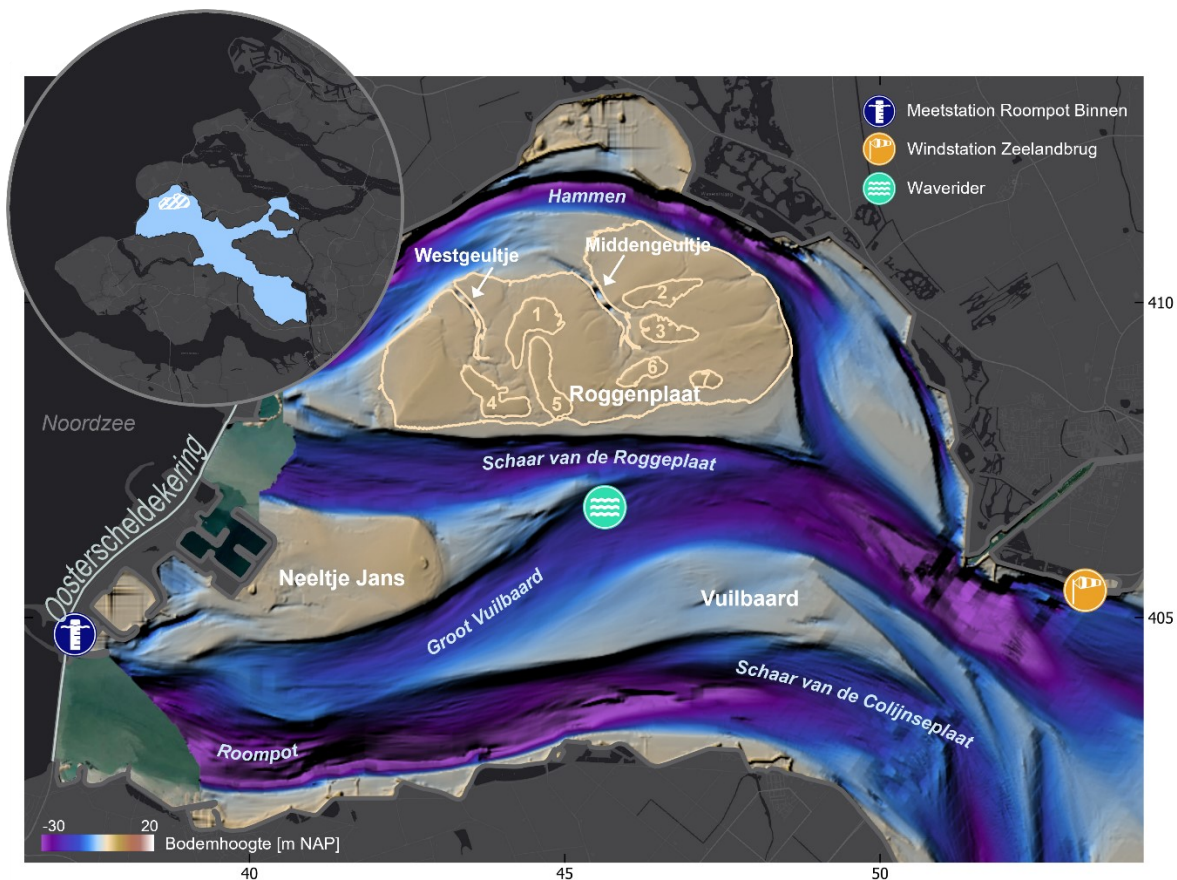 Meetstation Roompot Binnen
Windstation Zeelandbrug
Waverider
Hammen
Westgeultje
Middengeultje
410
1
2
3
6
7
4
5
Roggenplaat
Noordzee
Oosterscheldekering
Schaar van de Roggeplaat
Neeltje Jans
Groot Vuilbaard
Vuilbaard
405
Schaar van de Colijnseplaat
Roompot
-30
20
Bodemhoogte [m NAP]
40
45
50